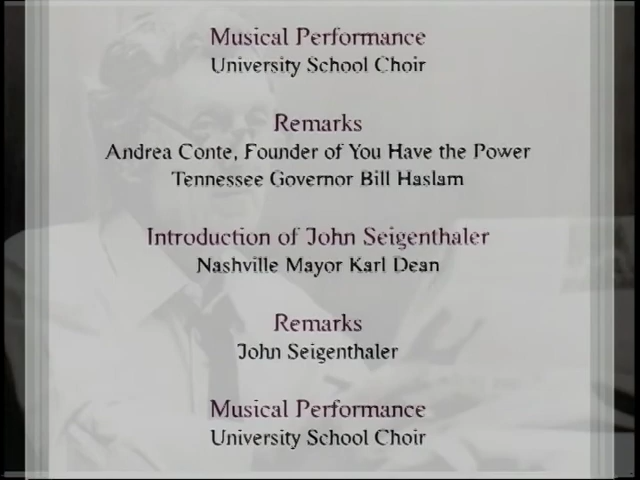 Musical Performance
University School Choir
Remarks
Andrea Conte, Founder of You Have the Power
Tennessee Governor Bill Haslam
Introduction of John Seigenthaler
Nashville Mayor Karl Dean
Remarks
John Seigenthaler
Musical Performance
University School Choir